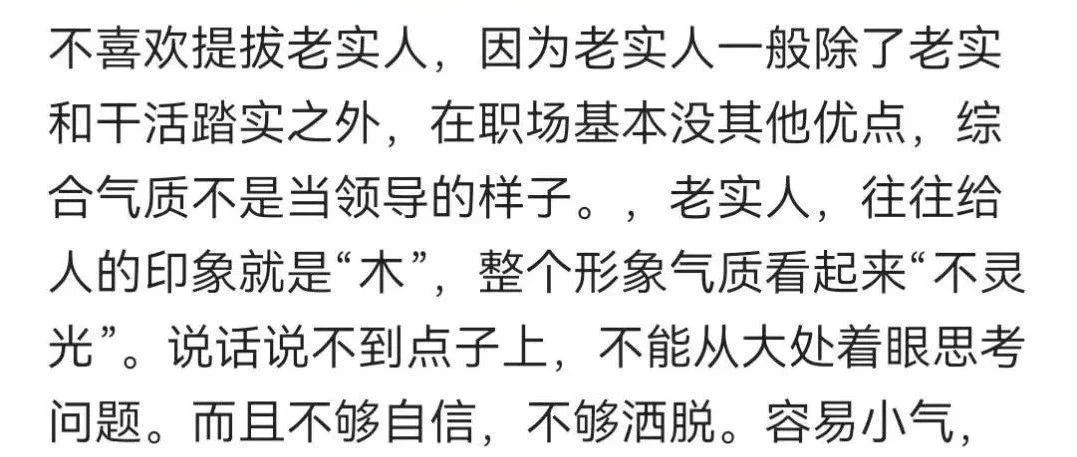 不喜欢提拔老实人，因为老实人一般除了老实
和干活踏实之外，在职场基本没其他优点，综
合气质不是当领导的样子。，老实人，往往给
人的印象就是“木”，整个形象气质看起来“不灵
光”。说话说不到点子上，不能从大处着眼思考
问题。而且不够自信，不够洒脱。容易小气，